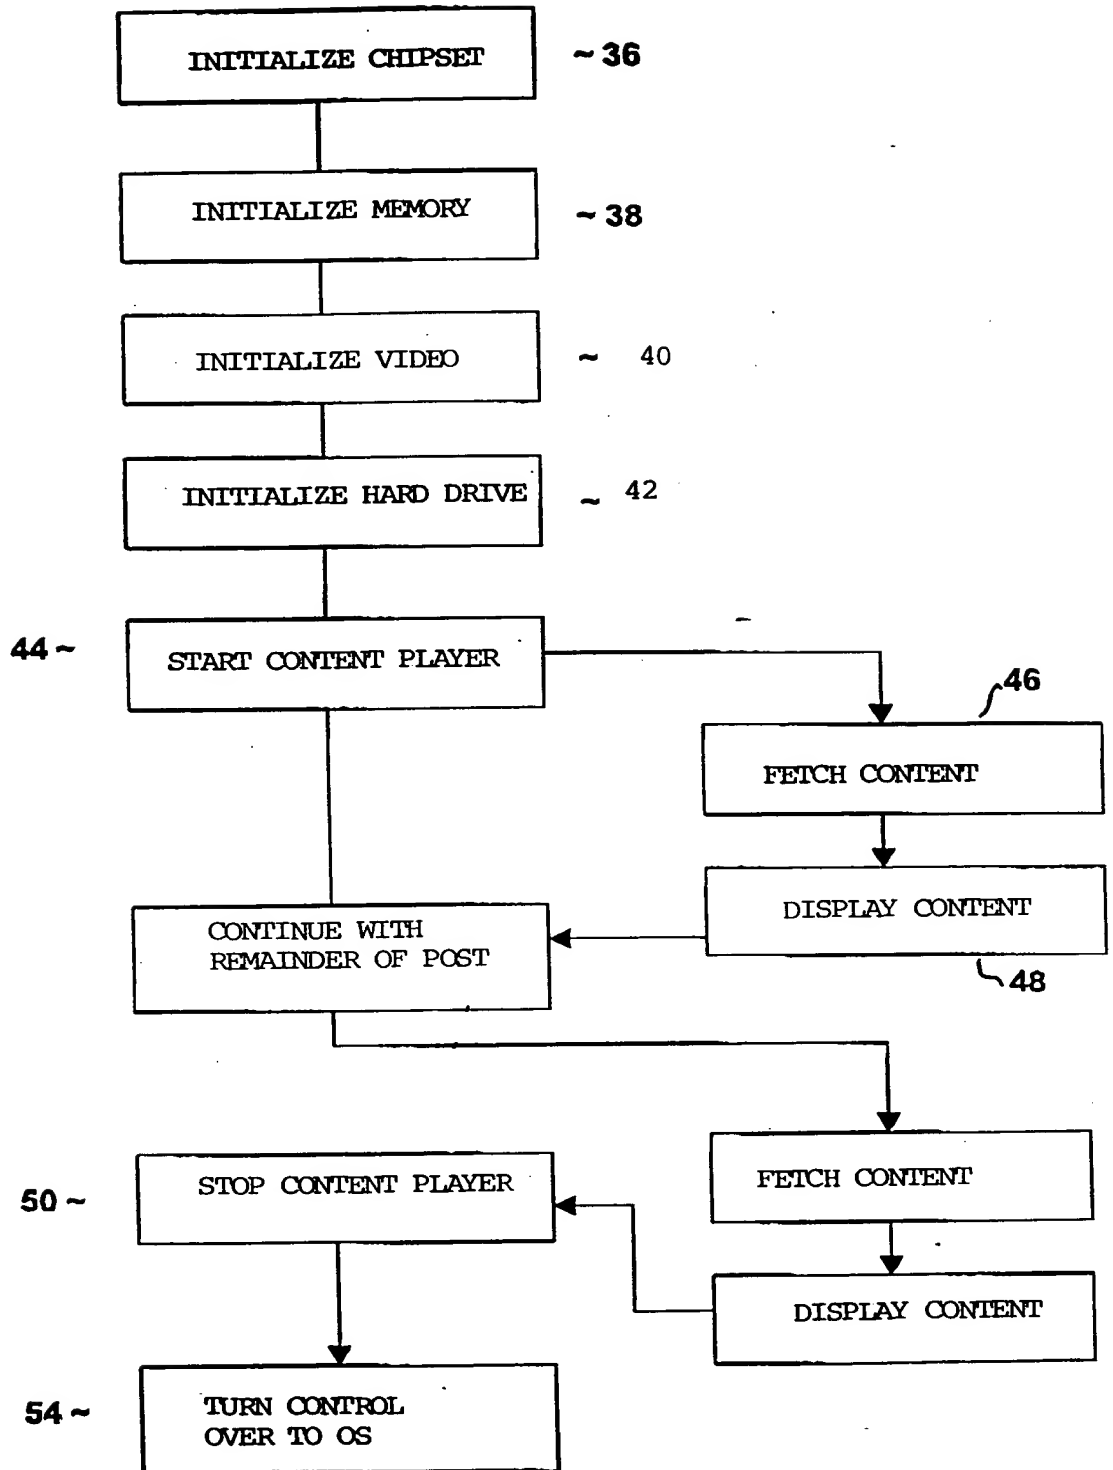 INITIALIZE CHIPSET
~36
INITIALIZE MEMORY
~38
INITIALIZE VIDEO
~ 40
INITIALIZE HARD DRIVE
~ 42
44~
START CONTENT PLAYER
46
FETCH CONTENT
DISPLAY CONTENT
48
CONTINUE WITH
REMAINDER OF POST
FETCH CONTENT
50~
STOP CONTENT PLAYER
DISPLAY CONTENT
54~
TURN CONTROL
OVER TO OS